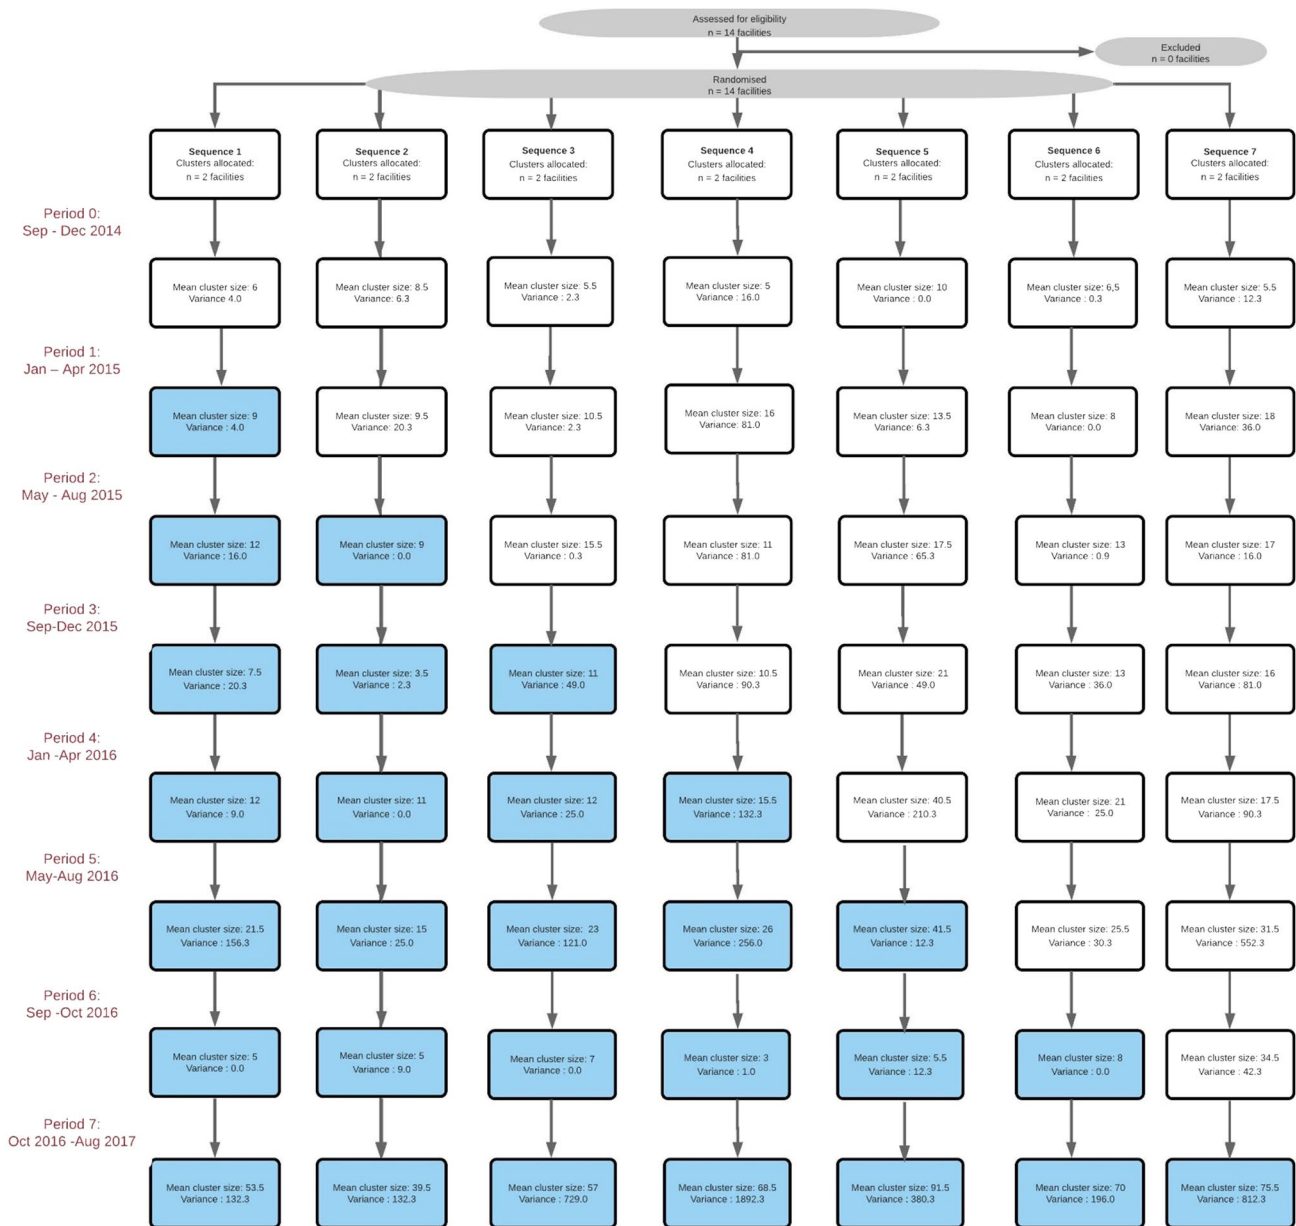 Assessed for eligibility
n = 14 facilities
Excluded
n = 0 facilities
Randomised
n = 14 facilities
Sequence 1
Clusters allocated:
n = 2 facilities
Sequence 2
Clusters allocated:
n = 2 facilities
Sequence 3
Clusters allocated:
n = 2 facilities
Sequence 4
Clusters allocated:
n = 2 facilities
Sequence 5
Clusters allocated:
n = 2 facilities
Sequence 6
Clusters allocated:
n = 2 facilities
Sequence 7
Clusters allocated:
n = 2 facilities
Period 0:
Sep - Dec 2014
Mean cluster size: 6
Variance 4.0
Mean cluster size: 8.5
Variance: 6.3
Mean cluster size: 5.5
Variance : 2.3
Mean cluster size: 5
Variance : 16.0
Mean cluster size: 10
Variance : 0.0
Mean cluster size: 6,5
Variance : 0.3
Mean cluster size: 5.5
Variance : 12.3
Period 1:
Jan – Apr 2015
Mean cluster size: 9
Variance : 4.0
Mean cluster size: 9.5
Variance: 20.3
Mean cluster size: 10.5
Variance : 2.3
Mean cluster size: 16
Variance: 81.0
Mean cluster size: 13.5
Variance : 6.3
Mean cluster size: 8
Variance : 0.0
Mean cluster size: 18
Variance : 36.0
Period 2:
May - Aug 2015
Mean cluster size: 12
Variance : 16.0
Mean cluster size: 9
Variance : 0.0
Mean cluster size: 15.5
Variance : 0.3
Mean cluster size: 11
Variance : 81.0
Mean cluster size: 17.5
Variance : 65.3
Mean cluster size: 13
Variance : 0.9
Mean cluster size: 17
Variance : 16.0
Period 3:
Sep-Dec 2015
Mean cluster size: 7.5
Variance : 20.3
Mean cluster size: 3.5
Variance : 2.3
Mean cluster size: 11
Variance : 49.0
Mean cluster size: 10.5
Variance : 90.3
Mean cluster size: 21
Variance : 49.0
Mean cluster size: 13
Variance : 36.0
Mean cluster size: 16
Variance : 81.0
Period 4:
Jan -Apr 2016
Mean cluster size: 12
Variance : 9.0
Mean cluster size: 11
Variance : 0.0
Mean cluster size: 12
Variance : 25.0
Mean cluster size: 15.5
Variance : 132.3
Mean cluster size: 40.5
Variance : 210.3
Mean cluster size: 21
Variance : 25.0
Mean cluster size: 17.5
Variance : 90.3
Period 5:
May-Aug 2016
Mean cluster size: 21.5
Variance : 156.3
Mean cluster size: 15
Variance : 25.0
Mean cluster size: 23
Variance : 121.0
Mean cluster size: 26
Variance : 256.0
Mean cluster size: 41.5
Variance : 12.3
Mean cluster size: 25.5
Variance : 30.3
Mean cluster size: 31.5
Variance : 552.3
Period 6:
Sep -Oct 2016
Mean cluster size: 5
Variance : 0.0
Mean cluster size: 5
Variance : 9.0
Mean cluster size: 7
Variance : 0.0
Mean cluster size: 3
Variance : 1.0
Mean cluster size: 5.5
Variance : 12.3
Mean cluster size: 8
Variance : 0.0
Mean cluster size: 34.5
Variance : 42.3
Period 7:
Oct 2016 -Aug 2017
Mean cluster size: 53.5
Variance : 132.3
Mean cluster size: 39.5
Variance : 132.3
Mean cluster size: 57
Variance : 729.0
Mean cluster size: 68.5
Variance : 1892.3
Mean cluster size: 91.5
Variance : 380.3
Mean cluster size: 70
Variance : 196.0
Mean cluster size: 75.5
Variance : 812.3